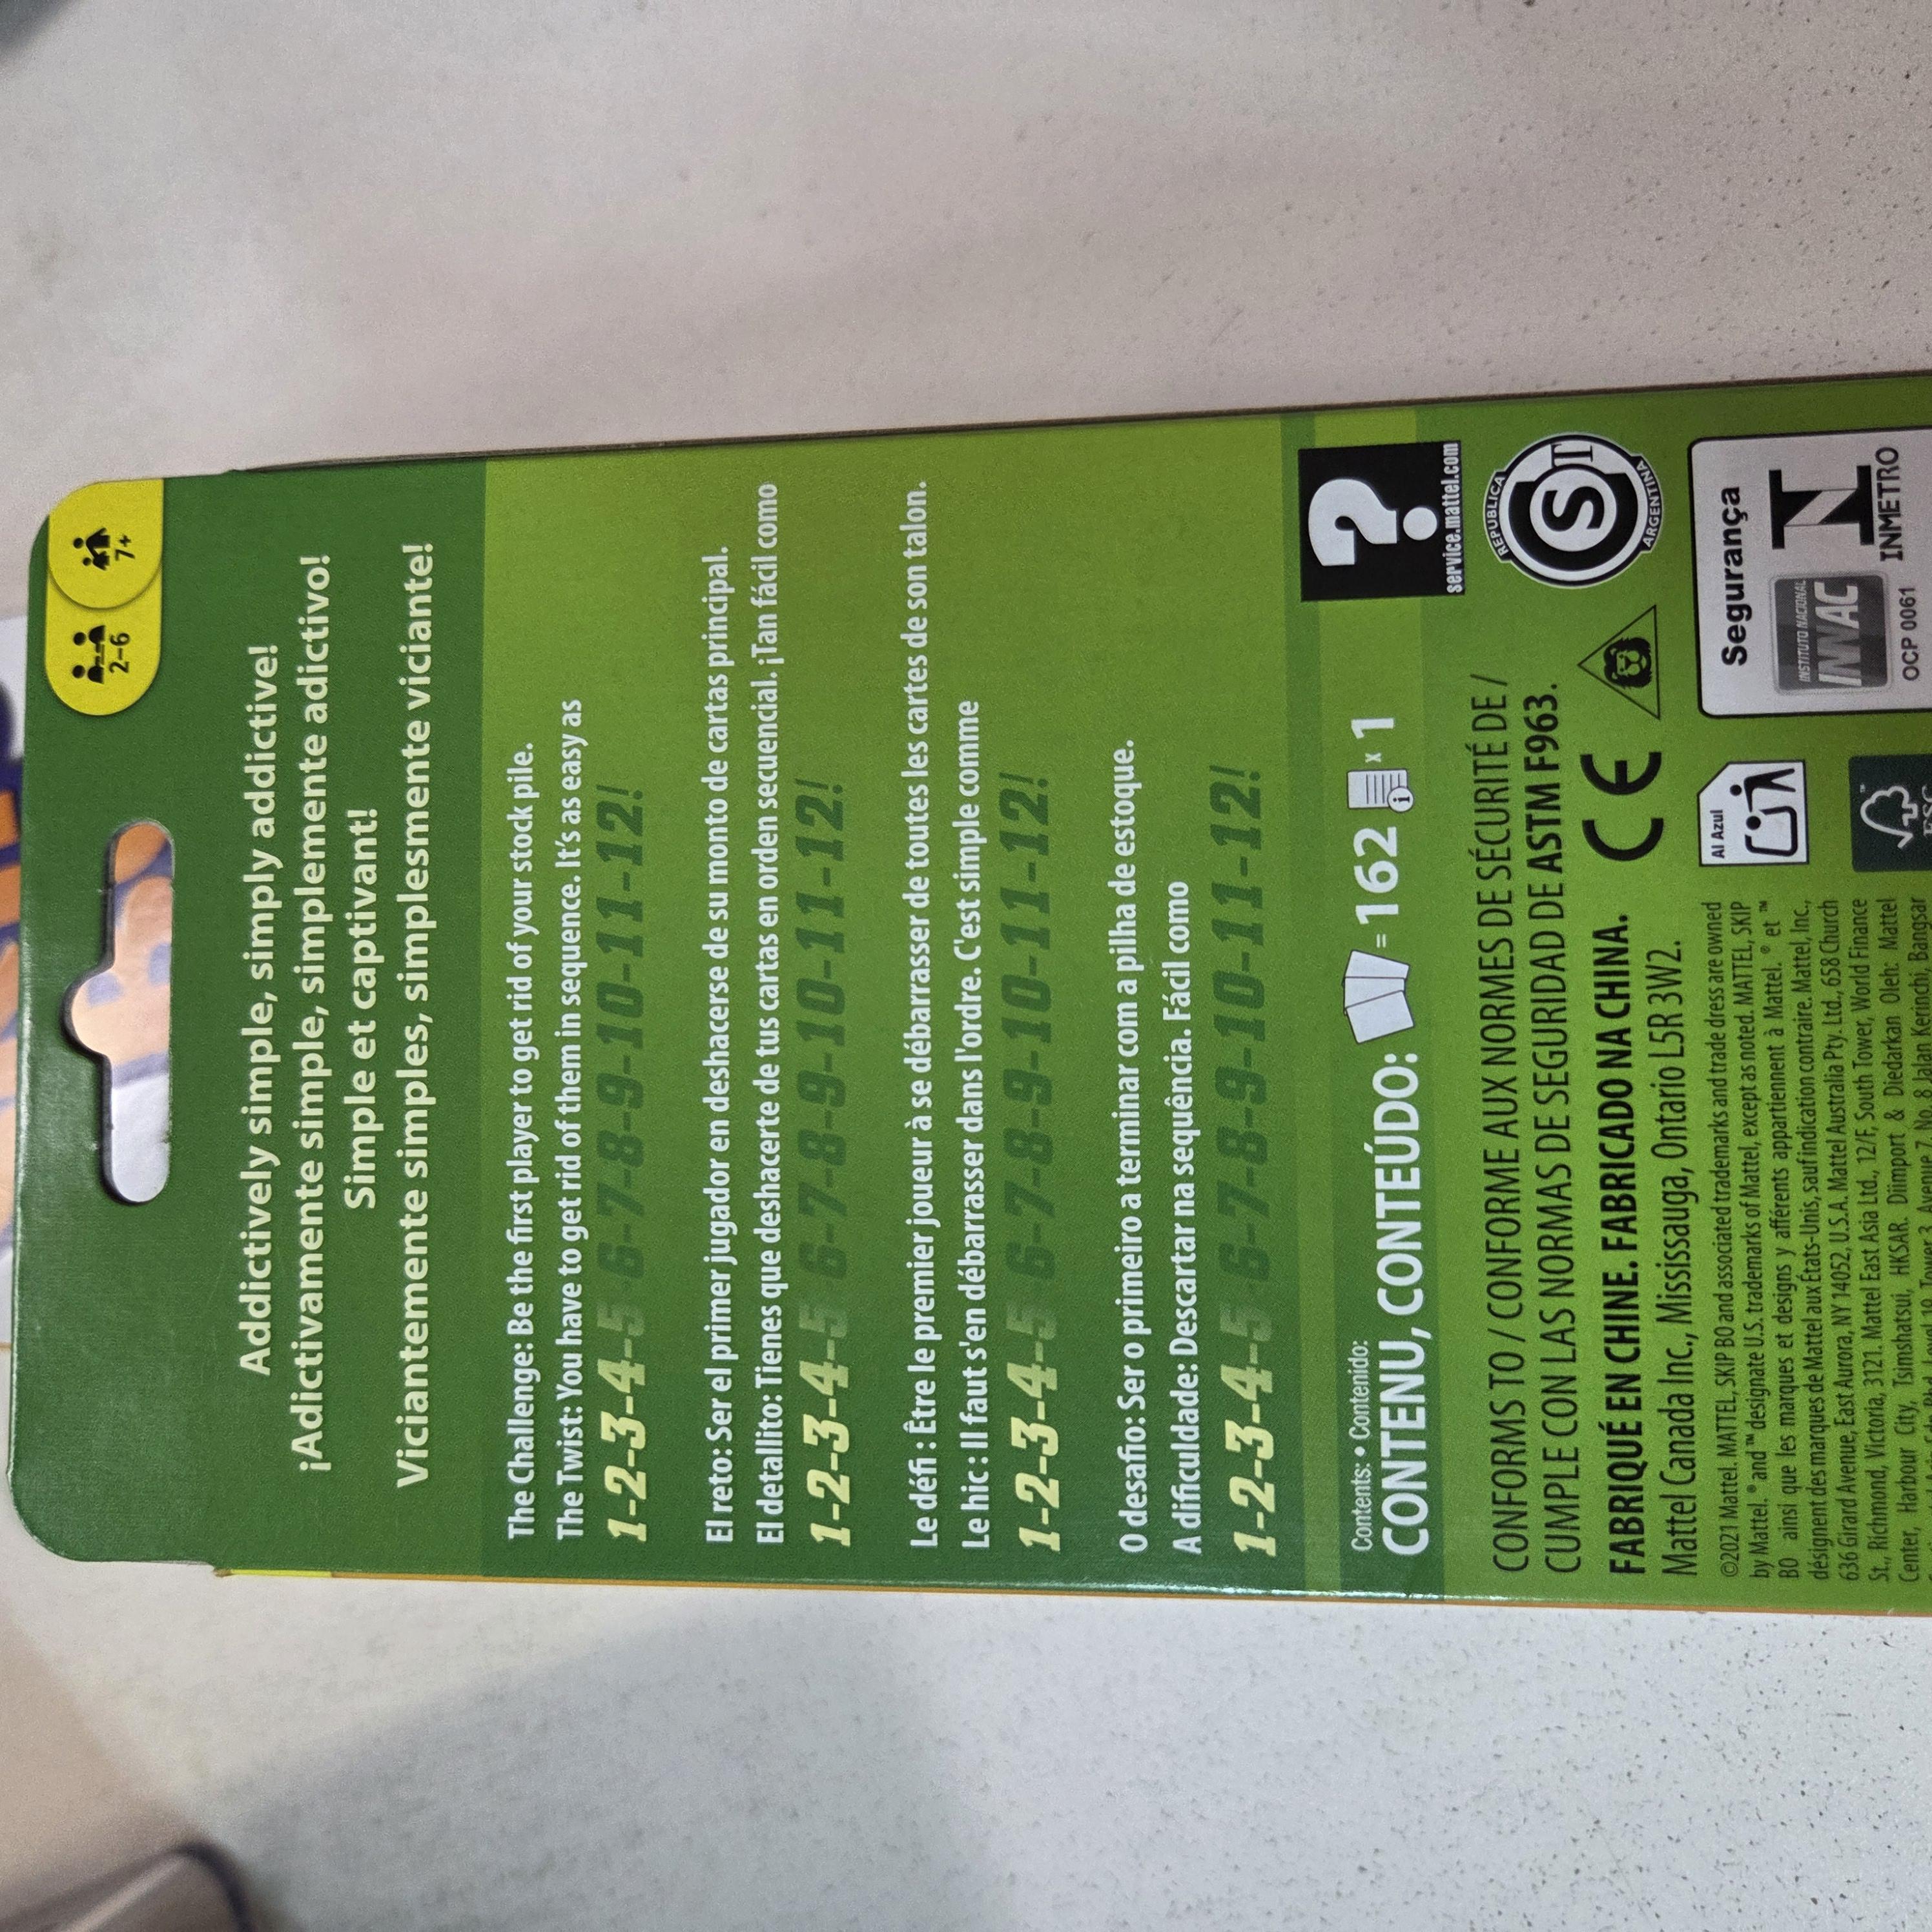 2–6
7+
Addictively simple, simply addictive!
¡Adictivamente simple, simplemente adictivo!
Simple et captivant!
Viciantemente simples, simplesmente viciante!
The Challenge: Be the first player to get rid of your stock pile.
The Twist: You have to get rid of them in sequence. It's as easy as
1-2-3-4-5-6-7-8-9-10-11-12!
El reto: Ser el primer jugador en deshacerse de su monto de cartas principal.
El detallito: Tienes que deshacerte de tus cartas en orden secuencial. ¡Tan fácil como
1-2-3-4-5-6-7-8-9-10-11-12!
Le défi : Être le premier joueur à se débarrasser de toutes les cartes de son talon.
Le hic : Il faut s'en débarrasser dans l'ordre. C'est simple comme
1-2-3-4-5-6-7-8-9-10-11-12!
O desafio: Ser o primeiro a terminar com a pilha de estoque.
A dificuldade: Descartar na sequência. Fácil como
1-2-3-4-5-6-7-8-9-10-11-12!
Contents: • Contenido:
CONTENU, CONTEÚDO: = 162 x 1
?
service.mattel.com
CONFORMS TO / CONFORME AUX NORMES DE SÉCURITÉ DE /
CUMPLE CON LAS NORMAS DE SEGURIDAD DE ASTM F963.
FABRIQUÉ EN CHINE. FABRICADO NA CHINA.
Mattel Canada Inc., Mississauga, Ontario L5R 3W2.
CE
REPUBLICA
S T
ARGENTINA
Segurança
INSTITUTO NACIONAL
INNAC
N
INMETRO
OCP 0061
Al Azul
FSC
©2021 Mattel. MATTEL, SKIP BO and associated trademarks and trade dress are owned
by Mattel. ® and ™ designate U.S. trademarks of Mattel, except as noted. MATTEL, SKIP
BO ainsi que les marques et designs y afférents appartiennent à Mattel. ® et ™
désignent des marques de Mattel aux États-Unis, sauf indication contraire. Mattel, Inc.,
636 Girard Avenue, East Aurora, NY 14052, U.S.A. Mattel Australia Pty. Ltd., 658 Church
St., Richmond, Victoria, 3121. Mattel East Asia Ltd., 12/F, South Tower, World Finance
Center, Harbour City, Tsimshatsui, HKSAR. Diimport & Diedarkan Oleh: Mattel
Tower 3, Avenue 7, No. 8 Jalan Kerinchi, Bangsar